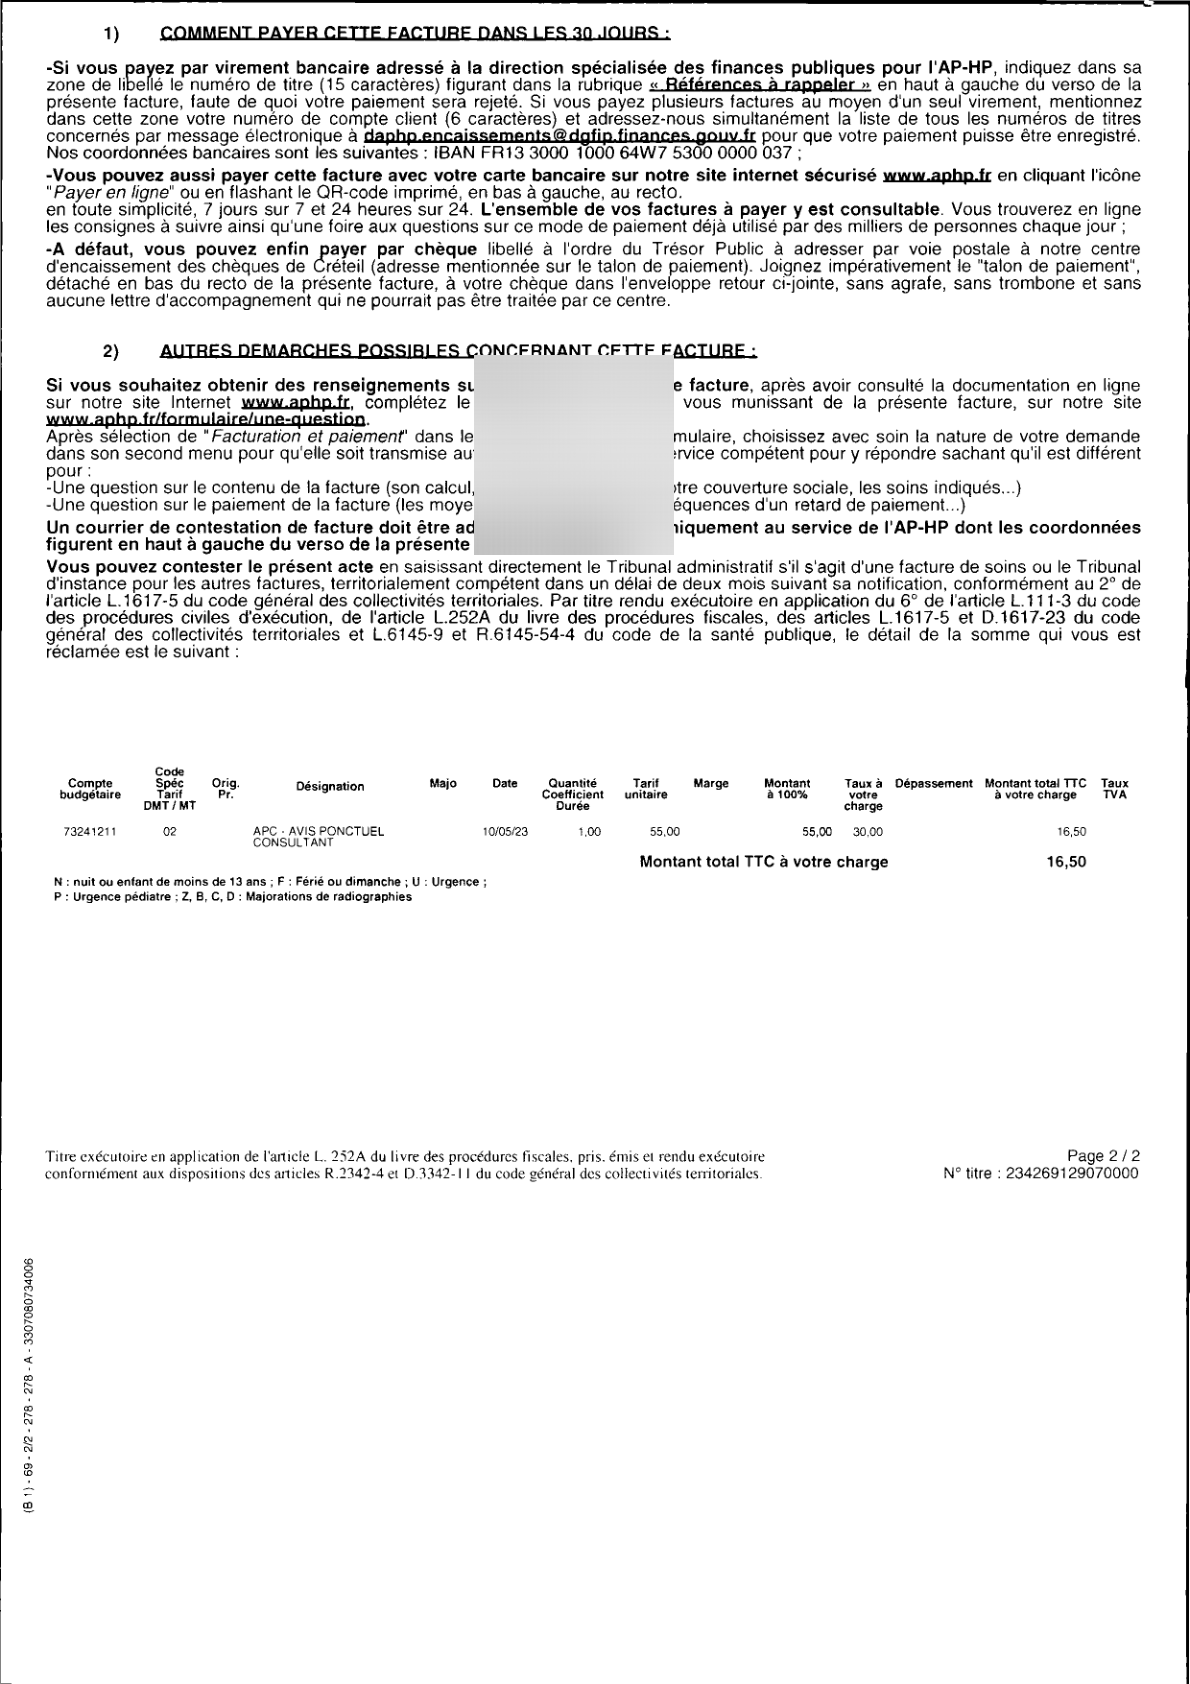 1) COMMENT PAYER CETTE FACTURE DANS LES 30 JOURS :
-Si vous payez par virement bancaire adressé à la direction spécialisée des finances publiques pour l'AP-HP, indiquez dans sa
zone de libellé le numéro de titre (15 caractères) figurant dans la rubrique « Références à rappeler » en haut à gauche du verso de la
présente facture, faute de quoi votre paiement sera rejeté. Si vous payez plusieurs factures au moyen d'un seul virement, mentionnez
dans cette zone votre numéro de compte client (6 caractères) et adressez-nous simultanément la liste de tous les numéros de titres
concernés par message électronique à daphp.encaissements@dgfip.finances.gouv.fr pour que votre paiement puisse être enregistré.
Nos coordonnées bancaires sont les suivantes : IBAN FR13 3000 1000 64W7 5300 0000 037 ;
-Vous pouvez aussi payer cette facture avec votre carte bancaire sur notre site internet sécurisé www.aphp.fr en cliquant l'icône
"Payer en ligne" ou en flashant le QR-code imprimé, en bas à gauche, au recto.
en toute simplicité, 7 jours sur 7 et 24 heures sur 24. L'ensemble de vos factures à payer y est consultable. Vous trouverez en ligne
les consignes à suivre ainsi qu'une foire aux questions sur ce mode de paiement déjà utilisé par des milliers de personnes chaque jour ;
-A défaut, vous pouvez enfin payer par chèque libellé à l'ordre du Trésor Public à adresser par voie postale à notre centre
d'encaissement des chèques de Créteil (adresse mentionnée sur le talon de paiement). Joignez impérativement le "talon de paiement",
détaché en bas du recto de la présente facture, à votre chèque dans l'enveloppe retour ci-jointe, sans agrafe, sans trombone et sans
aucune lettre d'accompagnement qui ne pourrait pas être traitée par ce centre.
2) AUTRES DEMARCHES POSSIBLES CONCERNANT CETTE FACTURE :
Si vous souhaitez obtenir des renseignements su e facture, après avoir consulté la documentation en ligne
sur notre site Internet www.aphp.fr, complétez le vous munissant de la présente facture, sur notre site
www.aphp.fr/formulaire/une-question.
Après sélection de "Facturation et paiement" dans le mulaire, choisissez avec soin la nature de votre demande
dans son second menu pour qu'elle soit transmise au rvice compétent pour y répondre sachant qu'il est différent
pour :
-Une question sur le contenu de la facture (son calcul, tre couverture sociale, les soins indiqués...)
-Une question sur le paiement de la facture (les moye équences d'un retard de paiement...)
Un courrier de contestation de facture doit être ad niquement au service de l'AP-HP dont les coordonnées
figurent en haut à gauche du verso de la présente
Vous pouvez contester le présent acte en saisissant directement le Tribunal administratif s'il s'agit d'une facture de soins ou le Tribunal
d'instance pour les autres factures, territorialement compétent dans un délai de deux mois suivant sa notification, conformément au 2° de
l'article L.1617-5 du code général des collectivités territoriales. Par titre rendu exécutoire en application du 6° de l'article L.111-3 du code
des procédures civiles d'exécution, de l'article L.252A du livre des procédures fiscales, des articles L.1617-5 et D.1617-23 du code
général des collectivités territoriales et L.6145-9 et R.6145-54-4 du code de la santé publique, le détail de la somme qui vous est
réclamée est le suivant :
Compte budgétaire Code Spéc Tarif DMT / MT Orig. Pr. Désignation Majo Date Quantité Coefficient Durée Tarif unitaire Marge Montant à 100% Taux à votre charge Dépassement Montant total TTC à votre charge Taux TVA
73241211 02 APC - AVIS PONCTUEL 10/05/23 1,00 55,00 55,00 30,00 16,50
CONSULTANT
Montant total TTC à votre charge 16,50
N : nuit ou enfant de moins de 13 ans ; F : Férié ou dimanche ; U : Urgence ;
P : Urgence pédiatre ; Z, B, C, D : Majorations de radiographies
Titre exécutoire en application de l'article L. 252A du livre des procédures fiscales, pris, émis et rendu exécutoire
conformément aux dispositions des articles R.2342-4 et D.3342-11 du code général des collectivités territoriales.
Page 2 / 2
N° titre : 234269129070000
(B 1) - 69 - 2/2 - 278 - 278 - A - 3307080734006